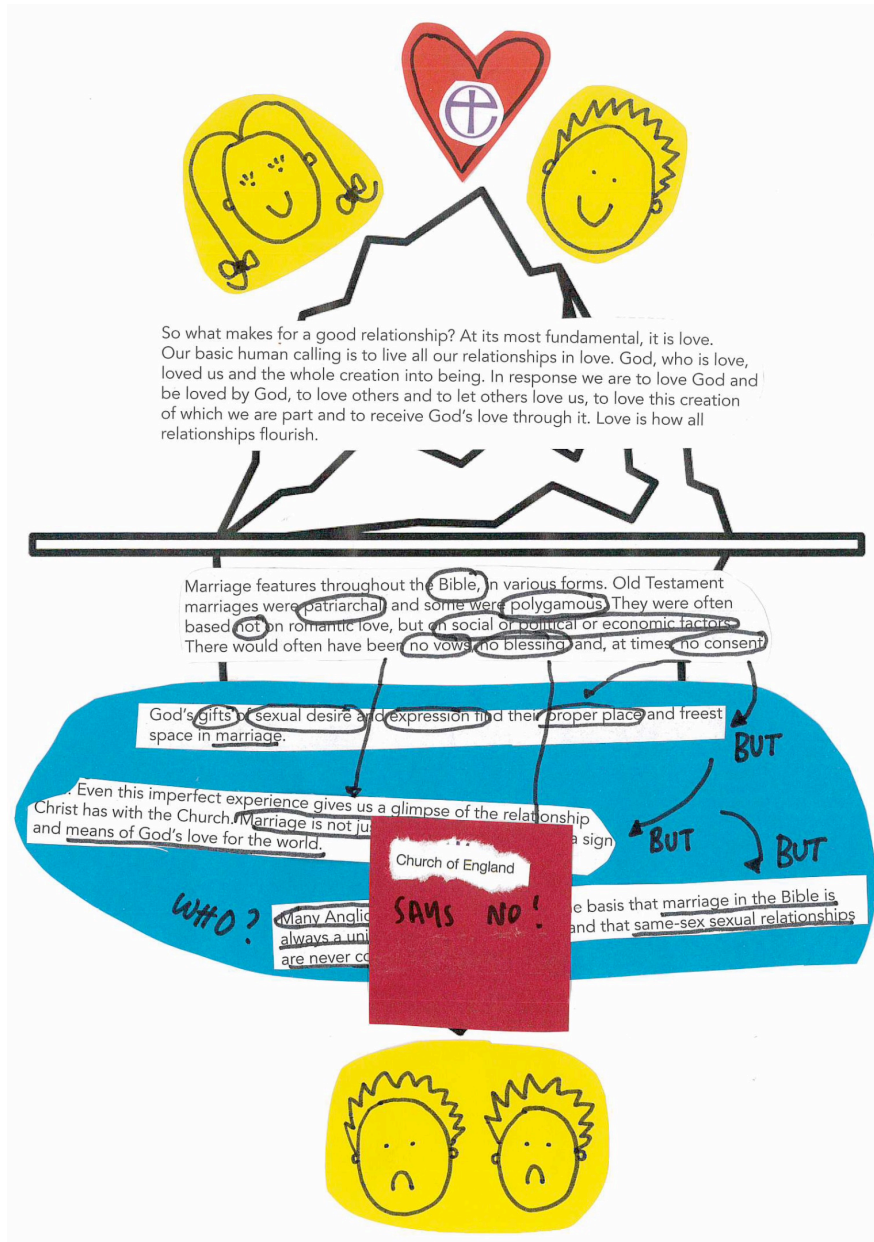 So what makes for a good relationship? At its most fundamental, it is love.
Our basic human calling is to live all our relationships in love. God, who is love,
loved us and the whole creation into being. In response we are to love God and
be loved by God, to love others and to let others love us, to love this creation
of which we are part and to receive God's love through it. Love is how all
relationships flourish.
Marriage features throughout the Bible, in various forms. Old Testament
marriages were patriarchal and some were polygamous. They were often
based not on romantic love, but on social or political or economic factors.
There would often have been no vows, no blessing and, at times, no consent
God's gifts of sexual desire and expression find their proper place and freest
space in marriage.
BUT
. Even this imperfect experience gives us a glimpse of the relationship
Christ has with the Church. Marriage is not jus a sign
and means of God's love for the world.
BUT
BUT
Church of England
SAYS NO!
WHO?
Many Anglic e basis that marriage in the Bible is
always a uni and that same-sex sexual relationships
are never co